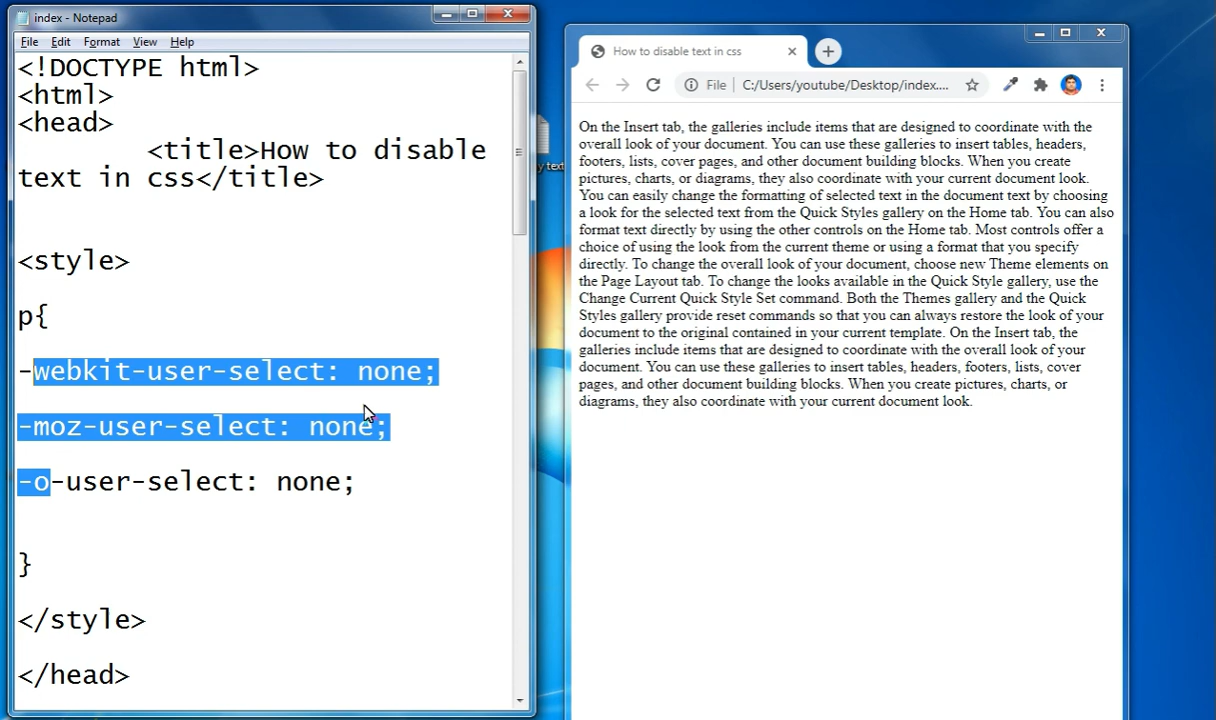 index - Notepad
File Edit Format View Help
<!DOCTYPE html>
<html>
<head>
<title>How to disable
text in css</title>
<style>
p{
-webkit-user-select: none;
-moz-user-select: none;
-o-user-select: none;
}
</style>
</head>
y text
How to disable text in css
File C:/Users/youtube/Desktop/index....
On the Insert tab, the galleries include items that are designed to coordinate with the
overall look of your document. You can use these galleries to insert tables, headers,
footers, lists, cover pages, and other document building blocks. When you create
pictures, charts, or diagrams, they also coordinate with your current document look.
You can easily change the formatting of selected text in the document text by choosing
a look for the selected text from the Quick Styles gallery on the Home tab. You can also
format text directly by using the other controls on the Home tab. Most controls offer a
choice of using the look from the current theme or using a format that you specify
directly. To change the overall look of your document, choose new Theme elements on
the Page Layout tab. To change the looks available in the Quick Style gallery, use the
Change Current Quick Style Set command. Both the Themes gallery and the Quick
Styles gallery provide reset commands so that you can always restore the look of your
document to the original contained in your current template. On the Insert tab, the
galleries include items that are designed to coordinate with the overall look of your
document. You can use these galleries to insert tables, headers, footers, lists, cover
pages, and other document building blocks. When you create pictures, charts, or
diagrams, they also coordinate with your current document look.